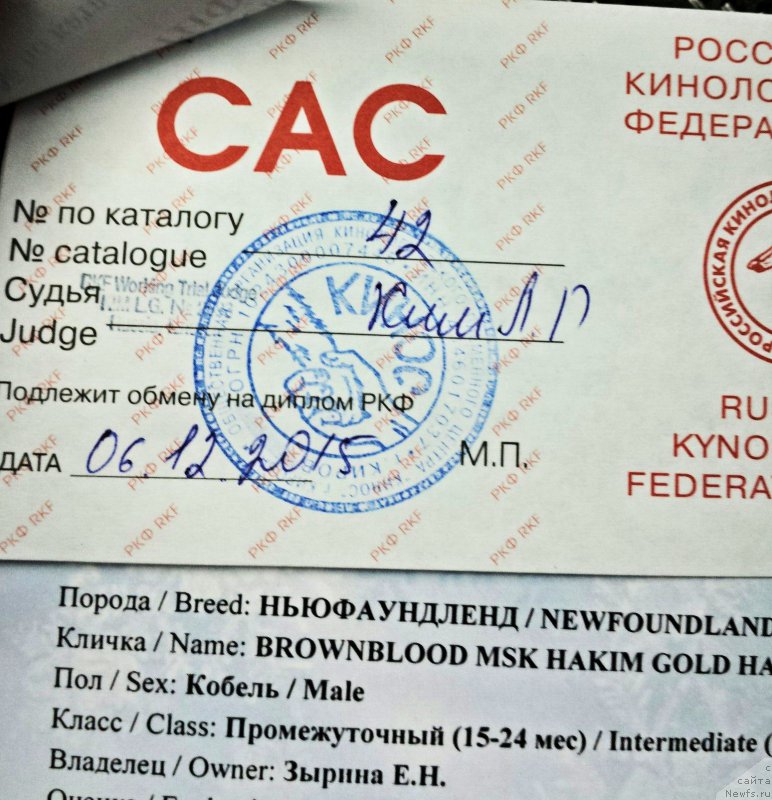 CAC
РОСС
КИНОЛО
ФЕДЕРА
№ по каталогу
№ catalogue 42
Судья
Judge Ким Л Г
Подлежит обмену на диплом РКФ
ДАТА 06.12.2015 М.П.
RU
KYNO
FEDERA
Порода / Breed: НЬЮФАУНДЛЕНД / NEWFOUNDLAND
Кличка / Name: BROWNBLOOD MSK HAKIM GOLD HA
Пол / Sex: Кобель / Male
Класс / Class: Промежуточный (15-24 мес) / Intermediate (
Владелец / Owner: Зырина Е.Н.
с
сайта
Newfs.ru